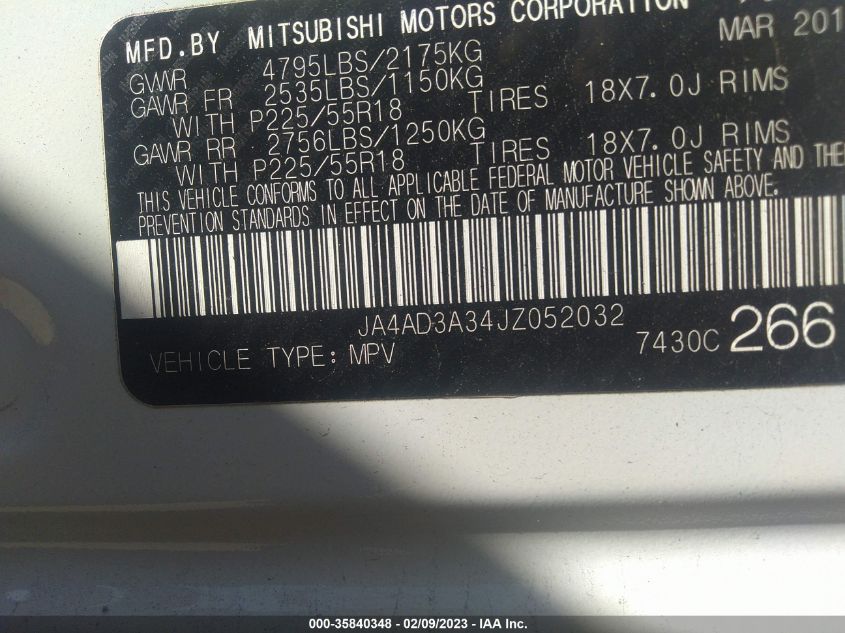 MFD.BY MITSUBISHI MOTORS CORPORATION
MAR 201
GVWR 4795LBS/2175KG
GAWR FR 2535LBS/1150KG
WITH P225/55R18 TIRES 18X7.0J RIMS
GAWR RR 2756LBS/1250KG
WITH P225/55R18 TIRES 18X7.0J RIMS
THIS VEHICLE CONFORMS TO ALL APPLICABLE FEDERAL MOTOR VEHICLE SAFETY AND THE
PREVENTION STANDARDS IN EFFECT ON THE DATE OF MANUFACTURE SHOWN ABOVE.
JA4AD3A34JZ052032
VEHICLE TYPE: MPV 7430C 266
000-35840348 - 02/09/2023 - IAA Inc.